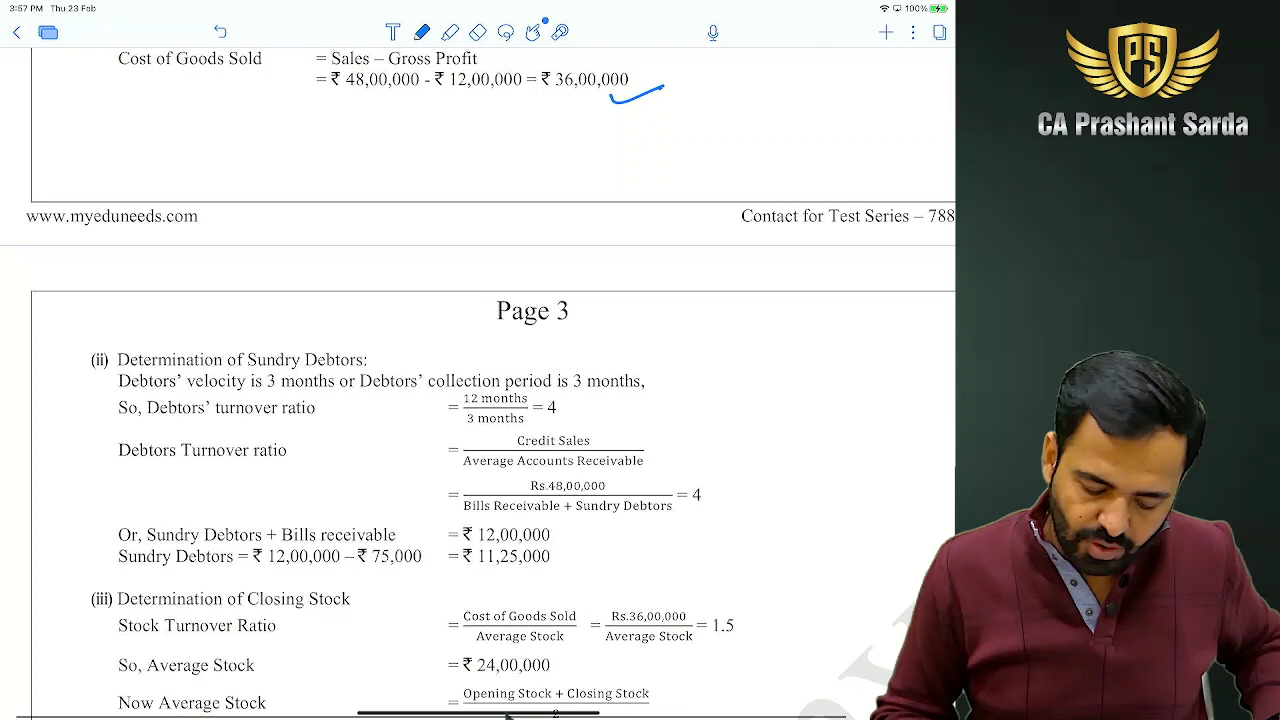 3:57 PM Thu 23 Feb
100%
T
PS
CA Prashant Sarda
Cost of Goods Sold = Sales – Gross Profit
= ₹ 48,00,000 - ₹ 12,00,000 = ₹ 36,00,000
www.myeduneeds.com Contact for Test Series – 788
Page 3
(ii) Determination of Sundry Debtors:
Debtors' velocity is 3 months or Debtors' collection period is 3 months,
So, Debtors' turnover ratio = 12 months / 3 months = 4
Debtors Turnover ratio = Credit Sales / Average Accounts Receivable
= Rs.48,00,000 / Bills Receivable + Sundry Debtors = 4
Or, Sundry Debtors + Bills receivable = ₹ 12,00,000
Sundry Debtors = ₹ 12,00,000 – ₹ 75,000 = ₹ 11,25,000
(iii) Determination of Closing Stock
Stock Turnover Ratio = Cost of Goods Sold / Average Stock = Rs.36,00,000 / Average Stock = 1.5
So, Average Stock = ₹ 24,00,000
Now Average Stock = Opening Stock + Closing Stock / 2